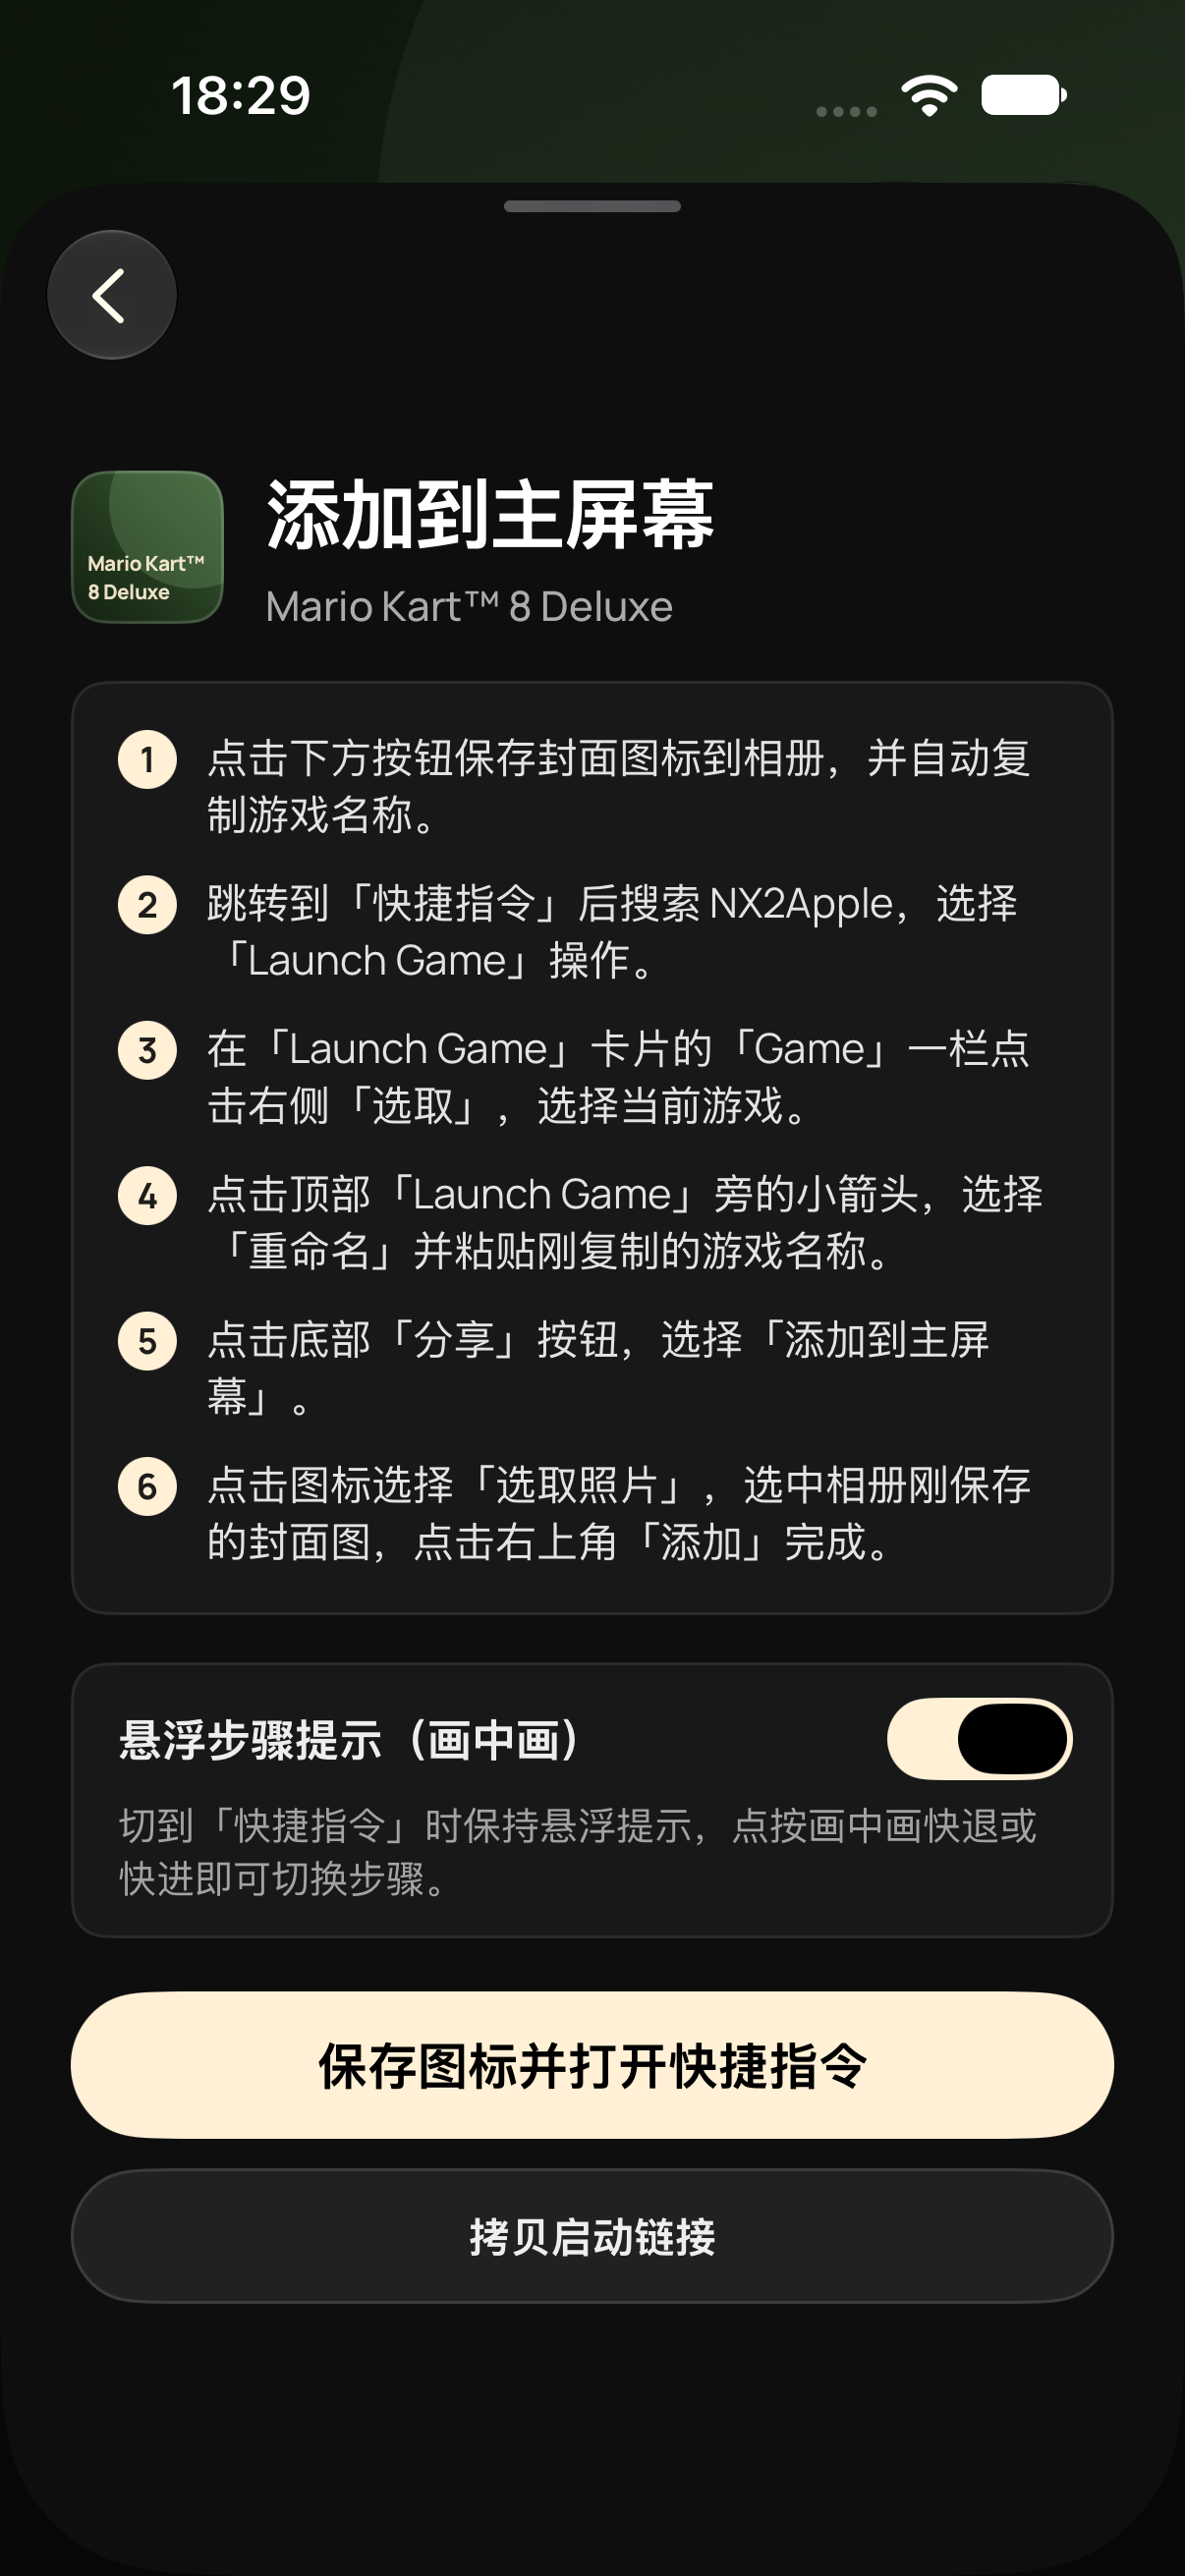 18:29
Mario Kart™
8 Deluxe
添加到主屏幕
Mario Kart™ 8 Deluxe
1 点击下方按钮保存封面图标到相册，并自动复
制游戏名称。
2 跳转到「快捷指令」后搜索 NX2Apple，选择
「Launch Game」操作。
3 在「Launch Game」卡片的「Game」一栏点
击右侧「选取」，选择当前游戏。
4 点击顶部「Launch Game」旁的小箭头，选择
「重命名」并粘贴刚复制的游戏名称。
5 点击底部「分享」按钮，选择「添加到主屏
幕」。
6 点击图标选择「选取照片」，选中相册刚保存
的封面图，点击右上角「添加」完成。
悬浮步骤提示（画中画）
切到「快捷指令」时保持悬浮提示，点按画中画快退或
快进即可切换步骤。
保存图标并打开快捷指令
拷贝启动链接